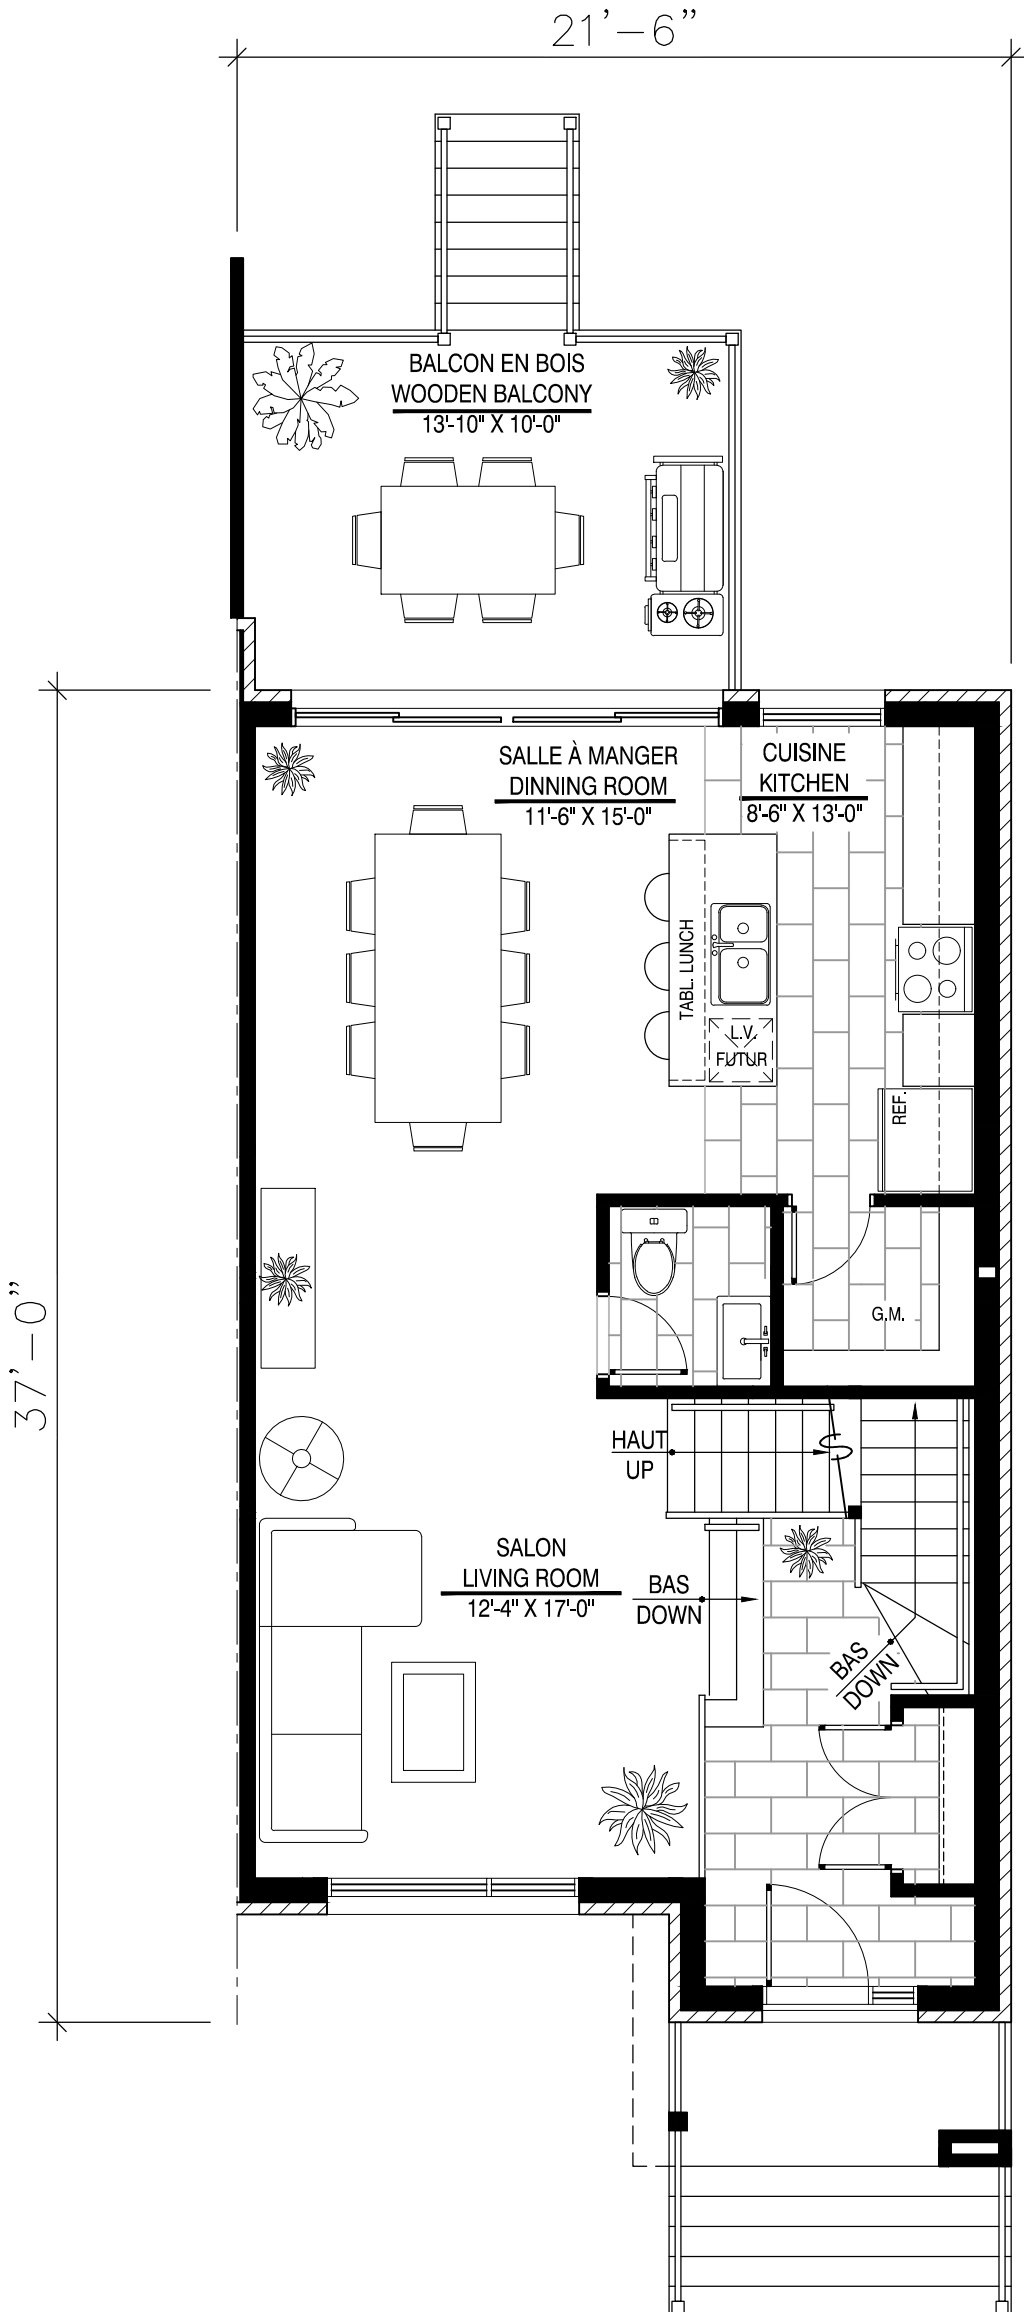 21'-6"
BALCON EN BOIS
WOODEN BALCONY
13'-10" X 10'-0"
SALLE À MANGER
DINNING ROOM
11'-6" X 15'-0"
CUISINE
KITCHEN
8'-6" X 13'-0"
TABL. LUNCH
L.V.
FUTUR
REF.
G.M.
37'-0"
HAUT
UP
SALON
LIVING ROOM
12'-4" X 17'-0"
BAS
DOWN
BAS
DOWN